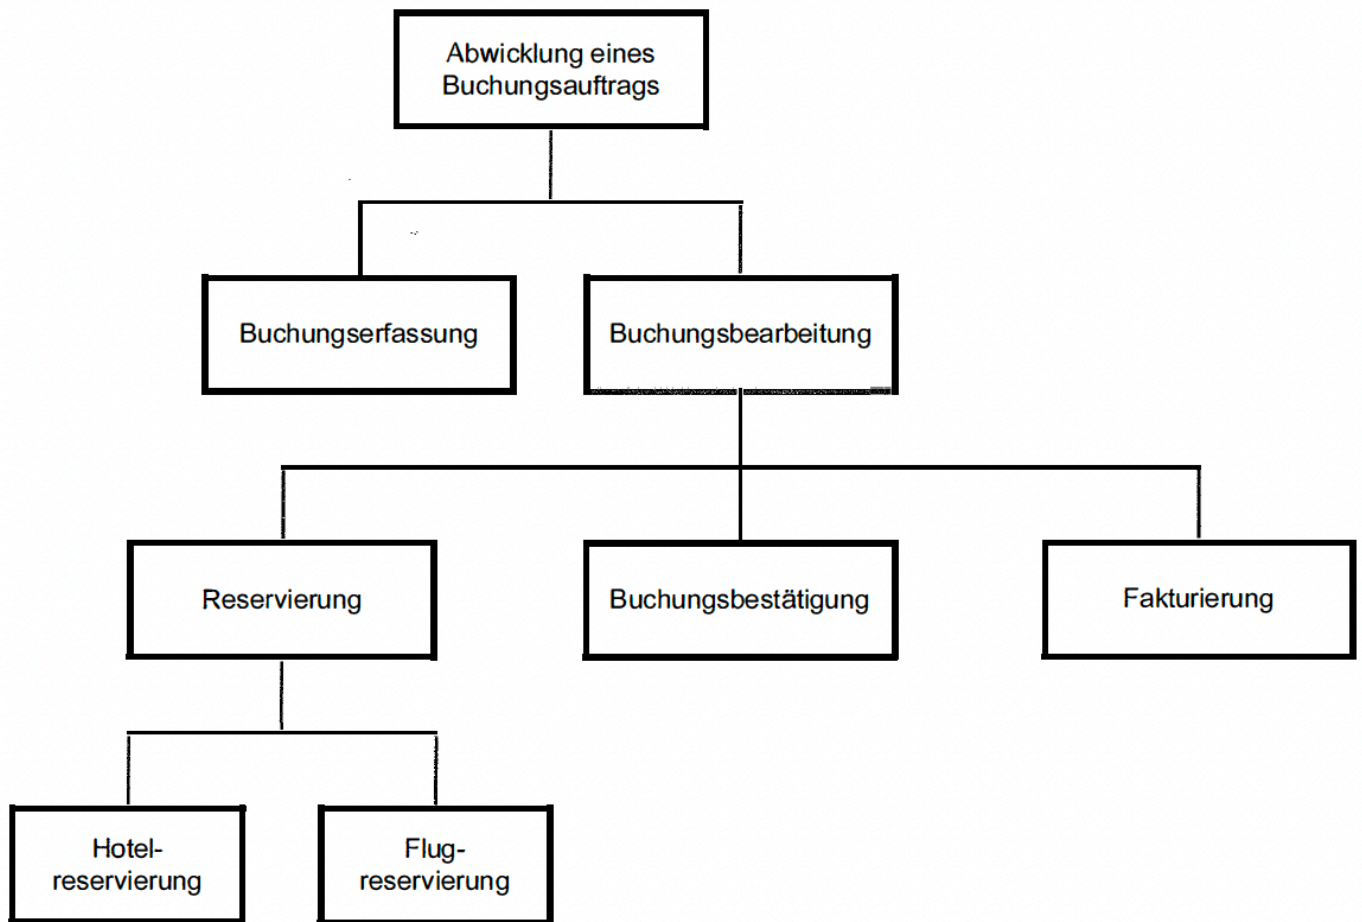 Abwicklung eines
Buchungsauftrags
Buchungserfassung
Buchungsbearbeitung
Reservierung
Buchungsbestätigung
Fakturierung
Hotel-
reservierung
Flug-
reservierung